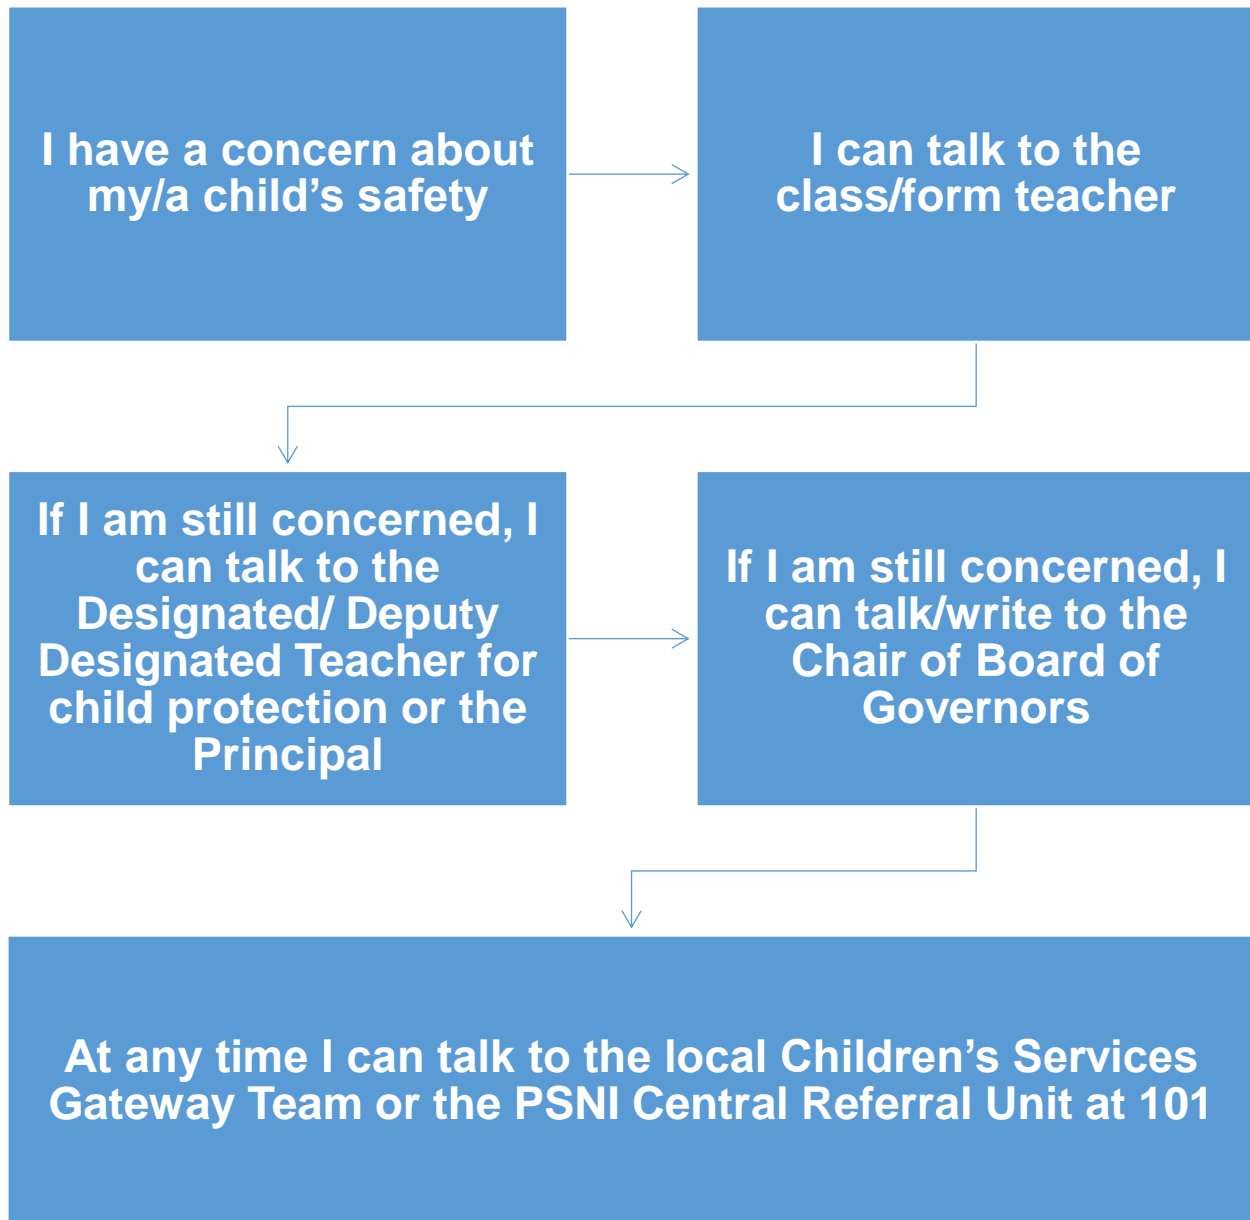 I have a concern about
my/a child’s safety
I can talk to the
class/form teacher
If I am still concerned, I
can talk to the
Designated/ Deputy
Designated Teacher for
child protection or the
Principal
If I am still concerned, I
can talk/write to the
Chair of Board of
Governors
At any time I can talk to the local Children’s Services
Gateway Team or the PSNI Central Referral Unit at 101